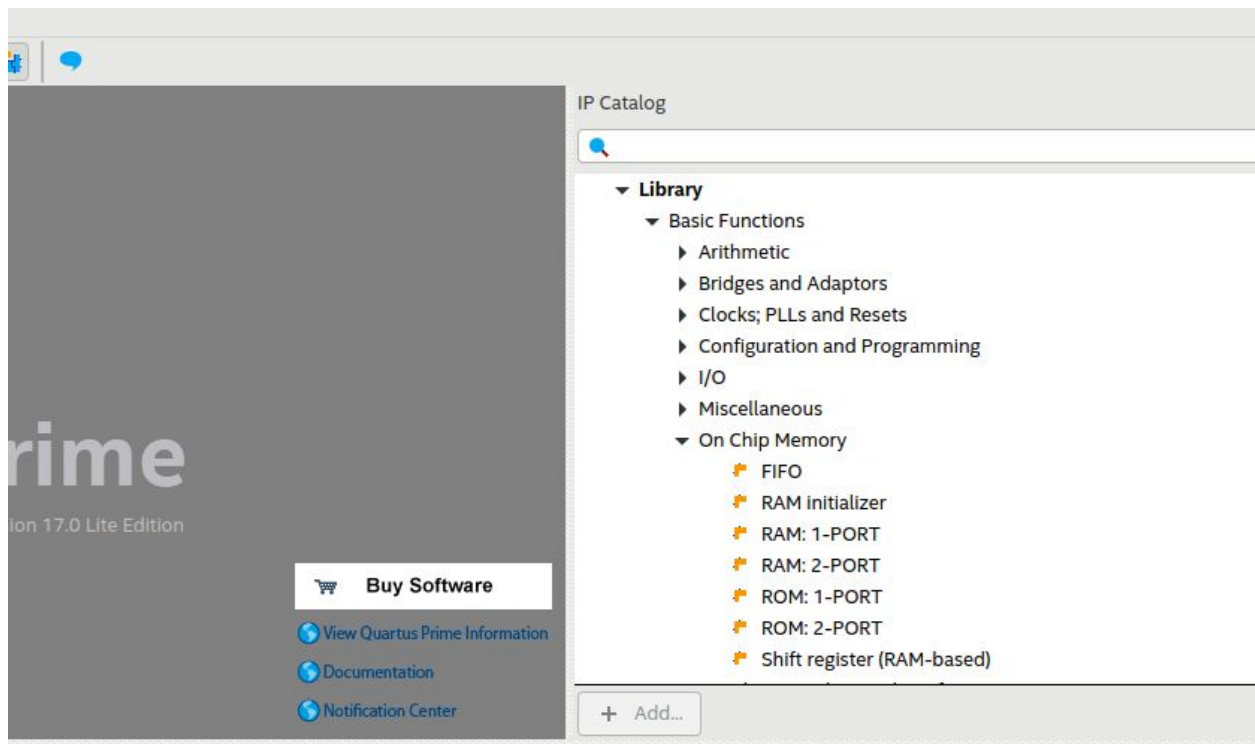 IP Catalog
Library
Basic Functions
Arithmetic
Bridges and Adaptors
Clocks; PLLs and Resets
Configuration and Programming
I/O
Miscellaneous
On Chip Memory
FIFO
RAM initializer
RAM: 1-PORT
RAM: 2-PORT
ROM: 1-PORT
ROM: 2-PORT
Shift register (RAM-based)
+ Add...
rime
ion 17.0 Lite Edition
Buy Software
View Quartus Prime Information
Documentation
Notification Center